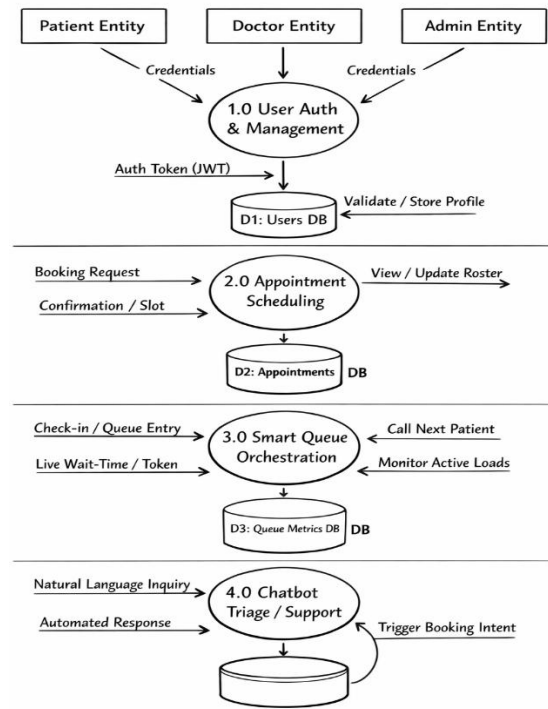 Patient Entity
Doctor Entity
Admin Entity
Credentials
Credentials
1.0 User Auth
& Management
Auth Token (JWT)
D1: Users DB
Validate / Store Profile
Booking Request
2.0 Appointment
Scheduling
View / Update Roster
Confirmation / Slot
D2: Appointments
DB
Check-in / Queue Entry
3.0 Smart Queue
Orchestration
Call Next Patient
Live Wait-Time / Token
Monitor Active Loads
D3: Queue Metrics DB
DB
Natural Language Inquiry
4.0 Chatbot
Triage / Support
Automated Response
Trigger Booking Intent